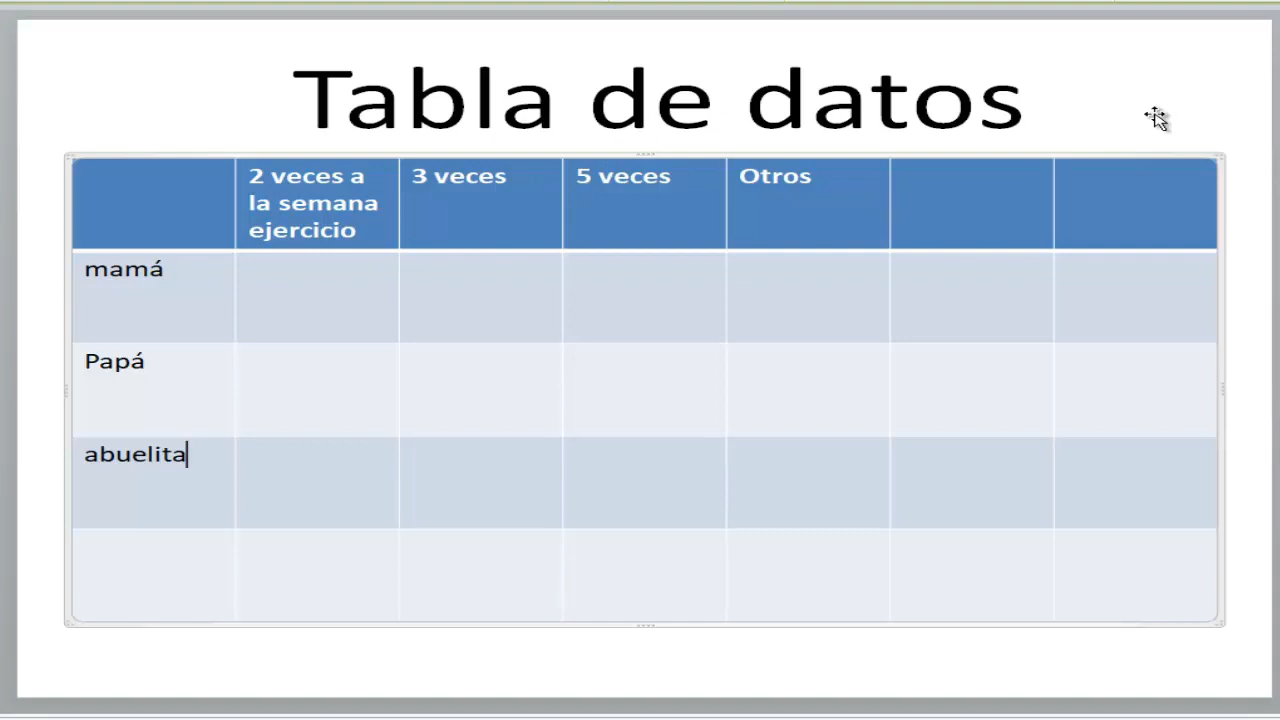 Tabla de datos
2 veces a
la semana
ejercicio
3 veces
5 veces
Otros
mamá
Papá
abuelita